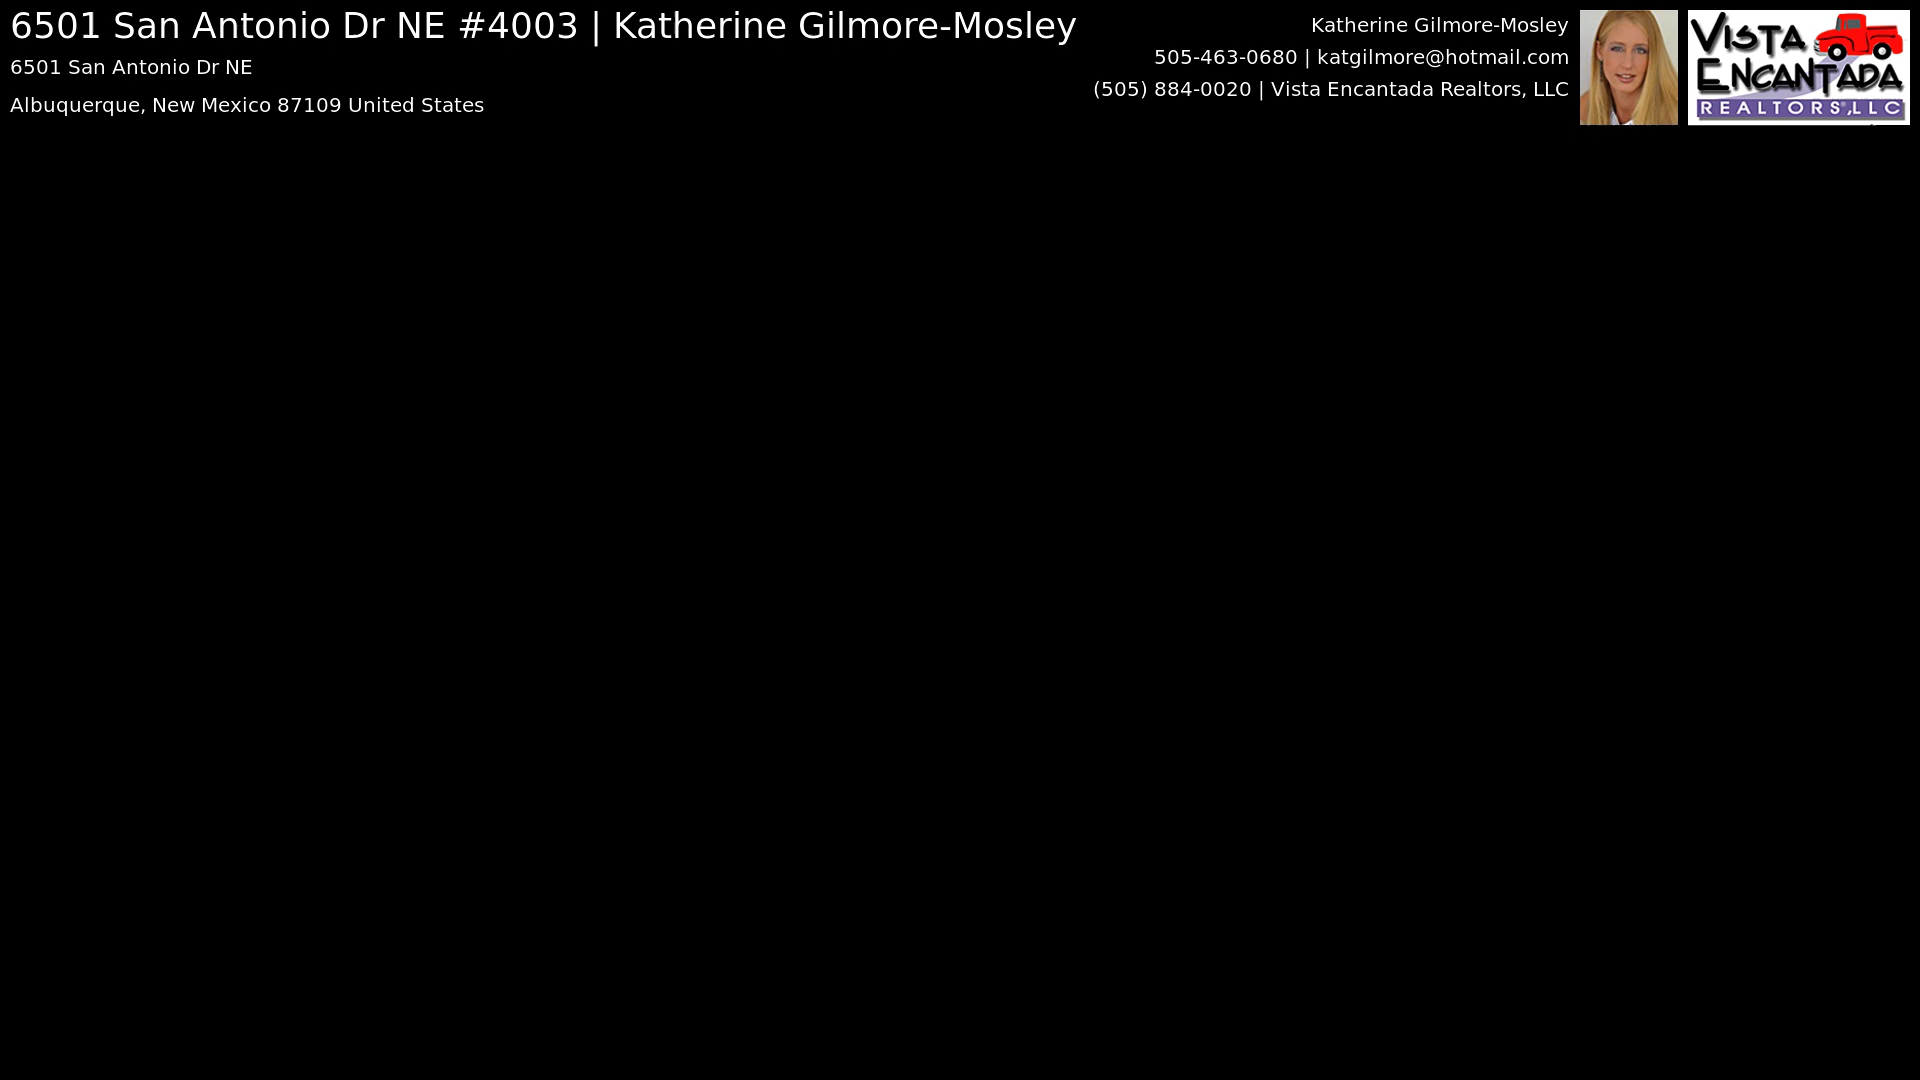 6501 San Antonio Dr NE #4003 | Katherine Gilmore-Mosley
6501 San Antonio Dr NE
Albuquerque, New Mexico 87109 United States
Katherine Gilmore-Mosley
505-463-0680 | katgilmore@hotmail.com
(505) 884-0020 | Vista Encantada Realtors, LLC
VISTA
ENCANTADA
REALTORS, LLC